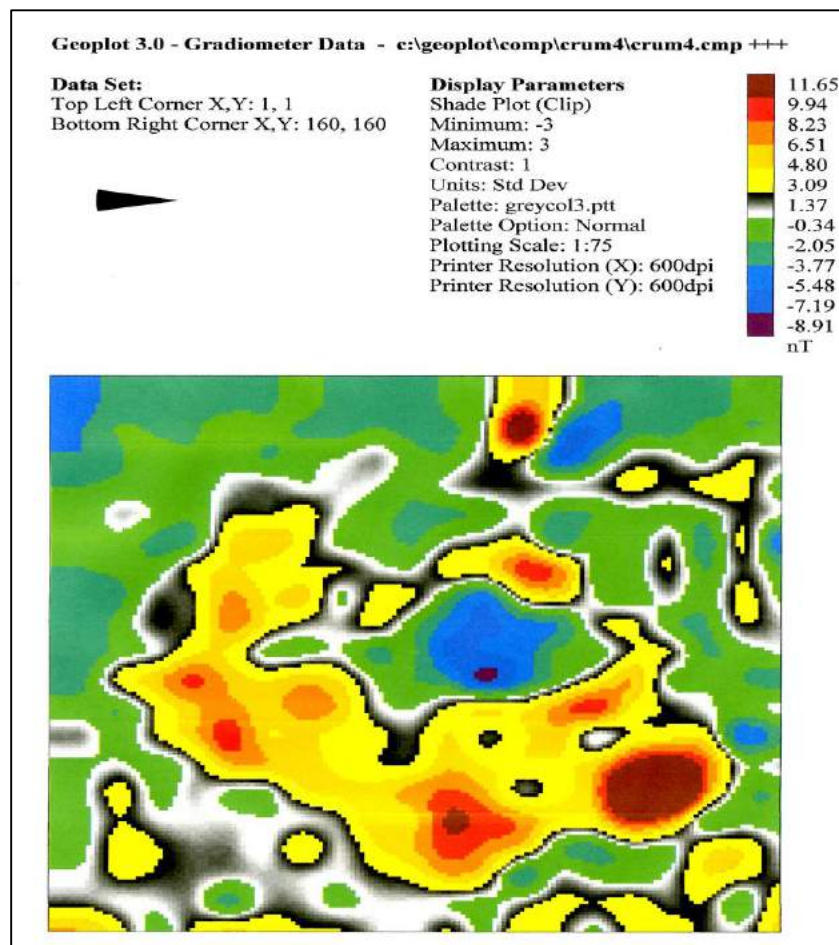 Geoplot 3.0 - Gradiometer Data - c:\geoplot\comp\crum4\crum4.cmp +++
Data Set:
Top Left Corner X,Y: 1, 1
Bottom Right Corner X,Y: 160, 160
Display Parameters
Shade Plot (Clip)
Minimum: -3
Maximum: 3
Contrast: 1
Units: Std Dev
Palette: greycol3.ptt
Palette Option: Normal
Plotting Scale: 1:75
Printer Resolution (X): 600dpi
Printer Resolution (Y): 600dpi
11.65
9.94
8.23
6.51
4.80
3.09
1.37
-0.34
-2.05
-3.77
-5.48
-7.19
-8.91
nT